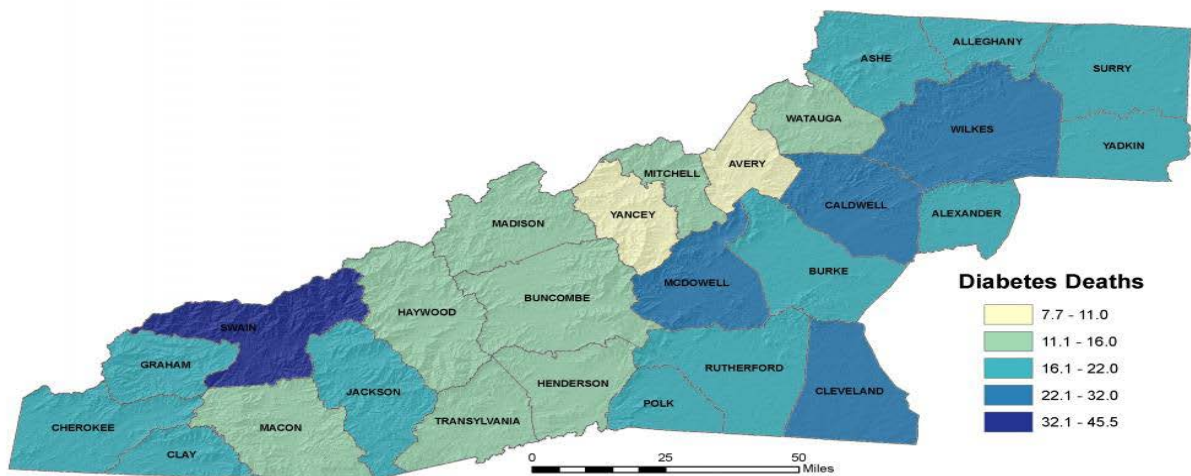 ALLEGHANY
ASHE
SURRY
WATAUGA
WILKES
YADKIN
AVERY
MITCHELL
CALDWELL
YANCEY
ALEXANDER
MADISON
BURKE
MCDOWELL
BUNCOMBE
HAYWOOD
SWAIN
GRAHAM
RUTHERFORD
HENDERSON
JACKSON
CLEVELAND
POLK
TRANSYLVANIA
CHEROKEE
MACON
CLAY
Diabetes Deaths
7.7 - 11.0
11.1 - 16.0
16.1 - 22.0
22.1 - 32.0
32.1 - 45.5
0 25 50
Miles